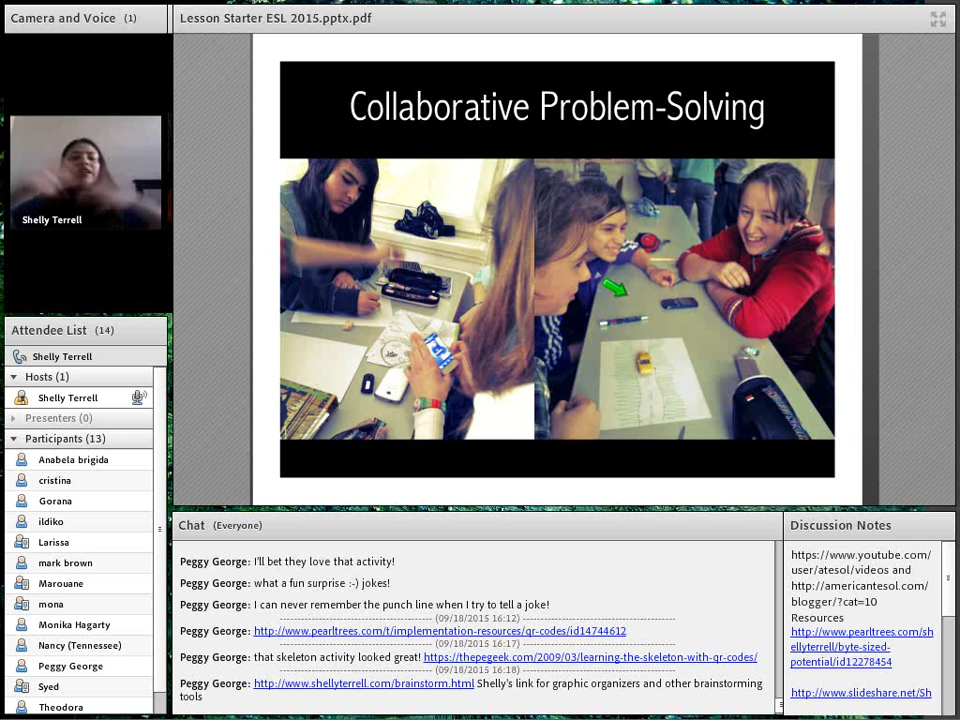 Camera and Voice (1)
Shelly Terrell
Attendee List (14)
Shelly Terrell
Hosts (1)
Shelly Terrell
Presenters (0)
Participants (13)
Anabela brigida
cristina
Gorana
ildiko
Larissa
mark brown
Marouane
mona
Monika Hagarty
Nancy (Tennessee)
Peggy George
Syed
Theodora
Lesson Starter ESL 2015.pptx.pdf
Collaborative Problem-Solving
Chat (Everyone)
Peggy George: I'll bet they love that activity!
Peggy George: what a fun surprise :-) jokes!
Peggy George: I can never remember the punch line when I try to tell a joke!
------------------------------------ (09/18/2015 16:12) ------------------------------------
Peggy George: http://www.pearltrees.com/t/implementation-resources/qr-codes/id14744612
------------------------------------ (09/18/2015 16:17) ------------------------------------
Peggy George: that skeleton activity looked great! https://thepegeek.com/2009/03/learning-the-skeleton-with-qr-codes/
------------------------------------ (09/18/2015 16:18) ------------------------------------
Peggy George: http://www.shellyterrell.com/brainstorm.html Shelly's link for graphic organizers and other brainstorming
tools
Discussion Notes
https://www.youtube.com/
user/atesol/videos and
http://americantesol.com/
blogger/?cat=10
Resources
http://www.pearltrees.com/sh
ellyterrell/byte-sized-
potential/id12278454
http://www.slideshare.net/Sh